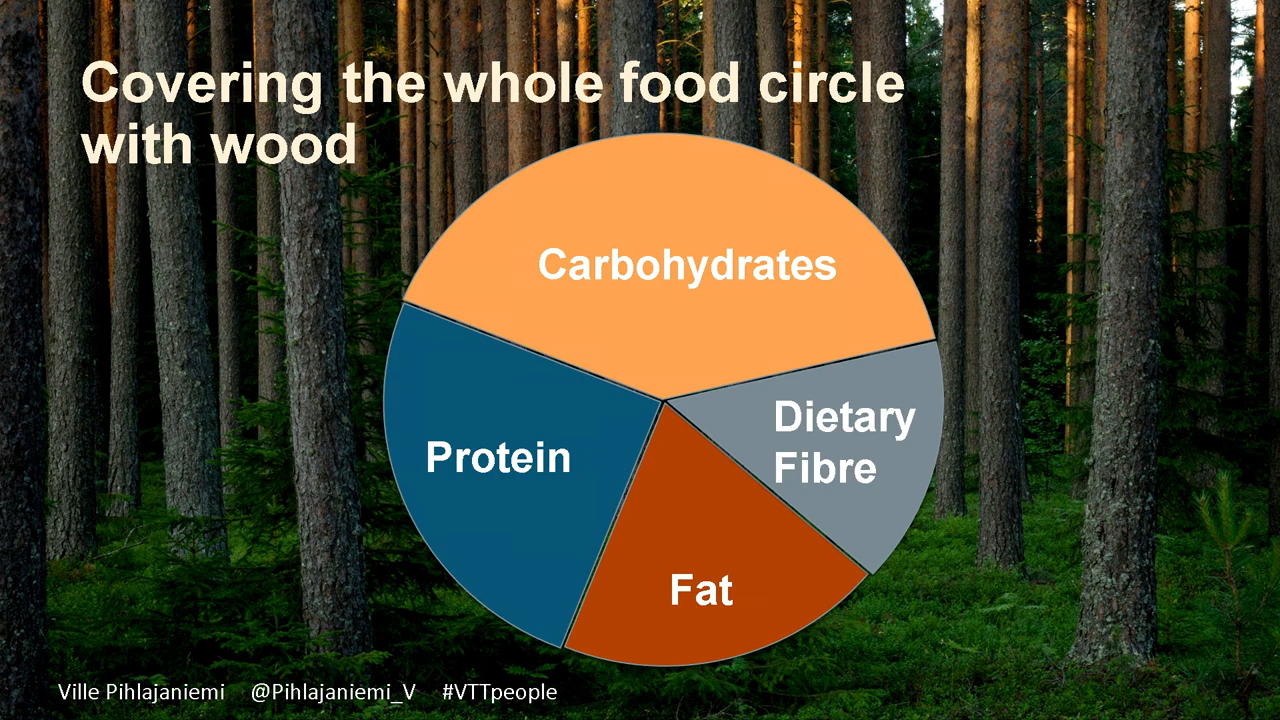 Covering the whole food circle
with wood
Carbohydrates
Dietary
Fibre
Protein
Fat
Ville Pihlajaniemi @Pihlajaniemi_V #VTTpeople